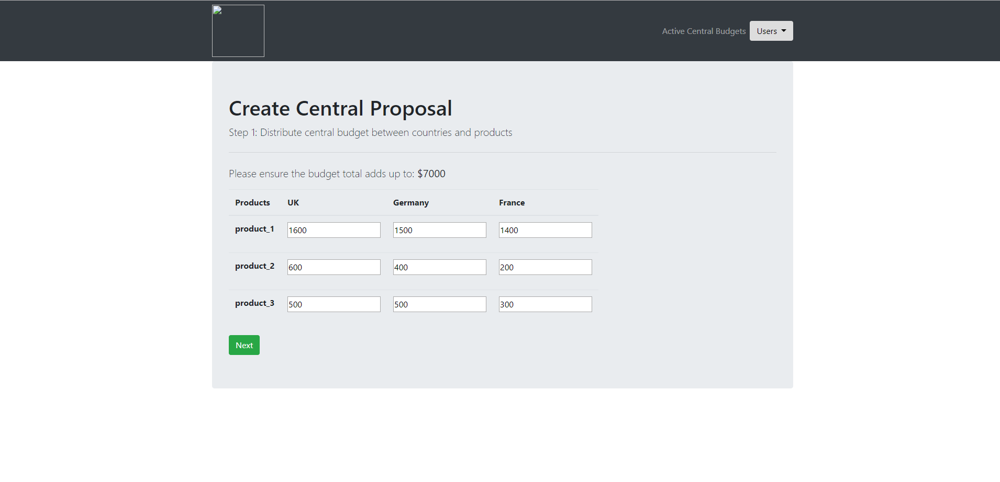 Active Central Budgets Users
Create Central Proposal
Step 1: Distribute central budget between countries and products
Please ensure the budget total adds up to: $7000
Products UK Germany France
product_1 1600 1500 1400
product_2 600 400 200
product_3 500 500 300
Next